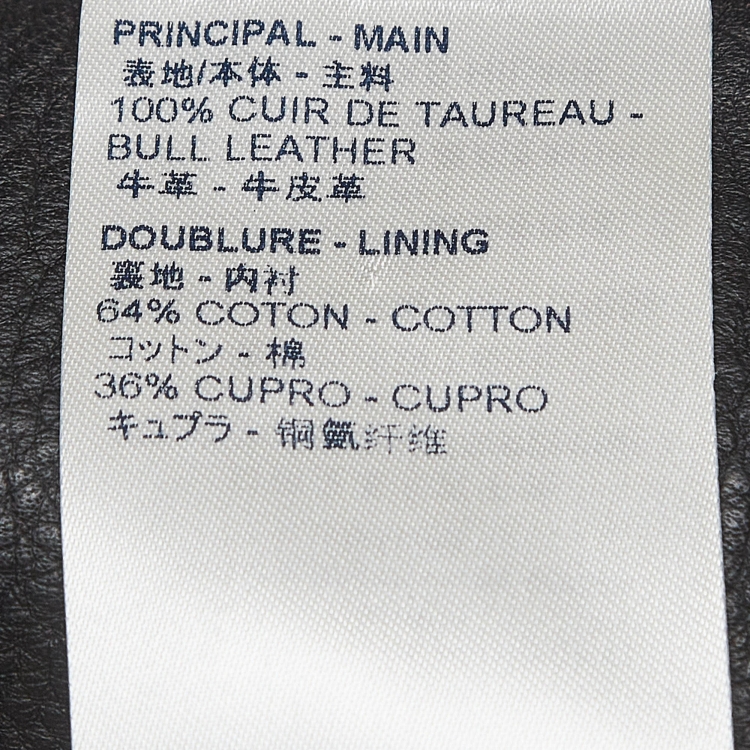 PRINCIPAL - MAIN
表地/本体 - 主料
100% CUIR DE TAUREAU -
BULL LEATHER
牛革 - 牛皮革
DOUBLURE - LINING
裏地 - 内衬
64% COTON - COTTON
コットン - 棉
36% CUPRO - CUPRO
キュプラ - 铜氨纤维